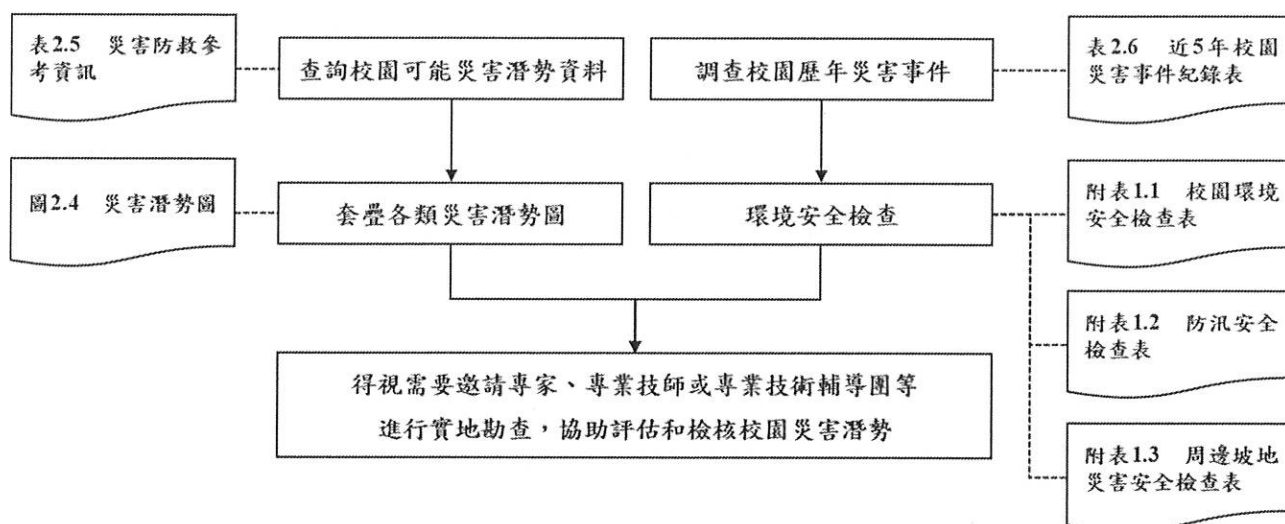 表2.5　災害防救參
考資訊
查詢校園可能災害潛勢資料
調查校園歷年災害事件
表2.6　近5年校園
災害事件紀錄表
圖2.4　災害潛勢圖
套疊各類災害潛勢圖
環境安全檢查
附表1.1　校園環境
安全檢查表
附表1.2　防汛安全
檢查表
得視需要邀請專家、專業技師或專業技術輔導團等
進行實地勘查，協助評估和檢核校園災害潛勢
附表1.3　周邊坡地
災害安全檢查表